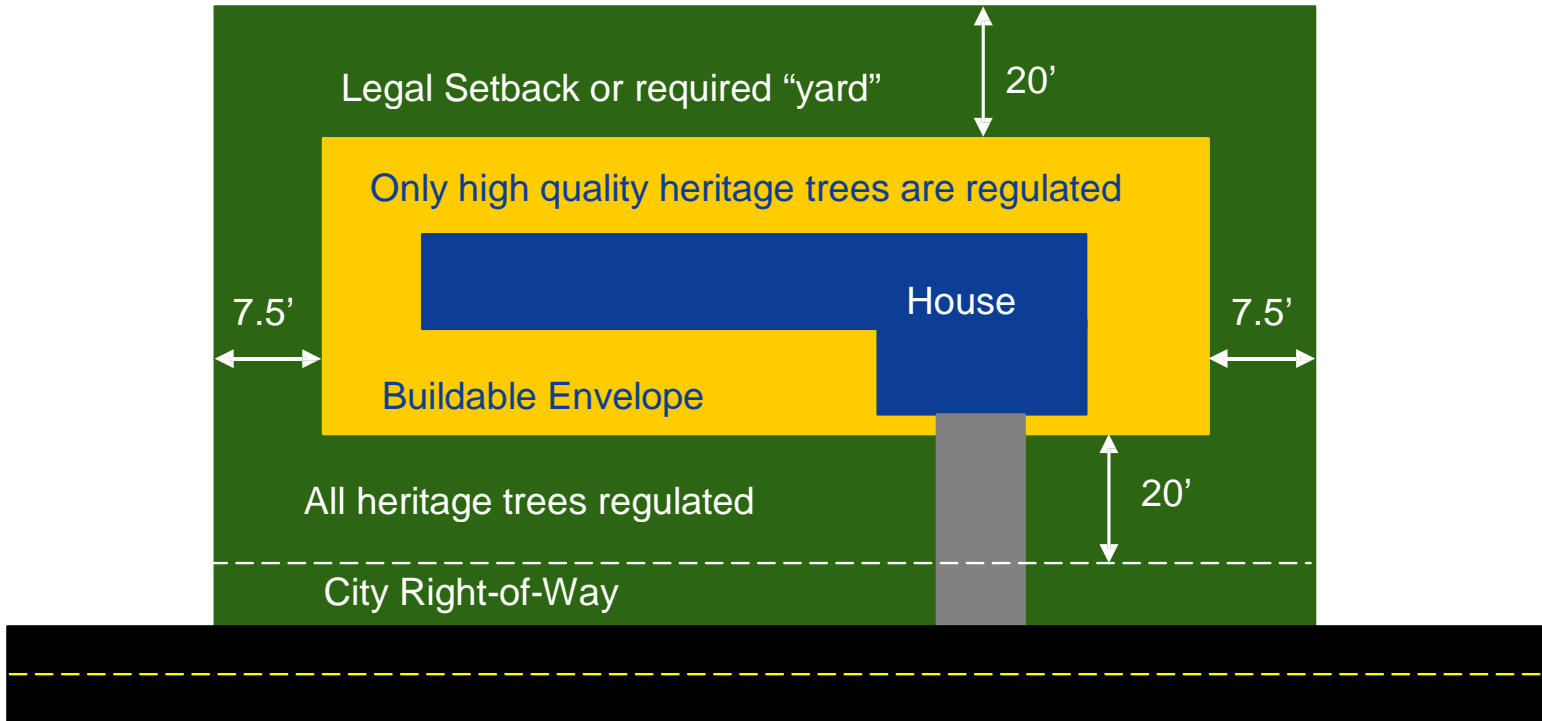 Legal Setback or required “yard”
20’
Only high quality heritage trees are regulated
House
7.5’
7.5’
Buildable Envelope
All heritage trees regulated
20’
City Right-of-Way